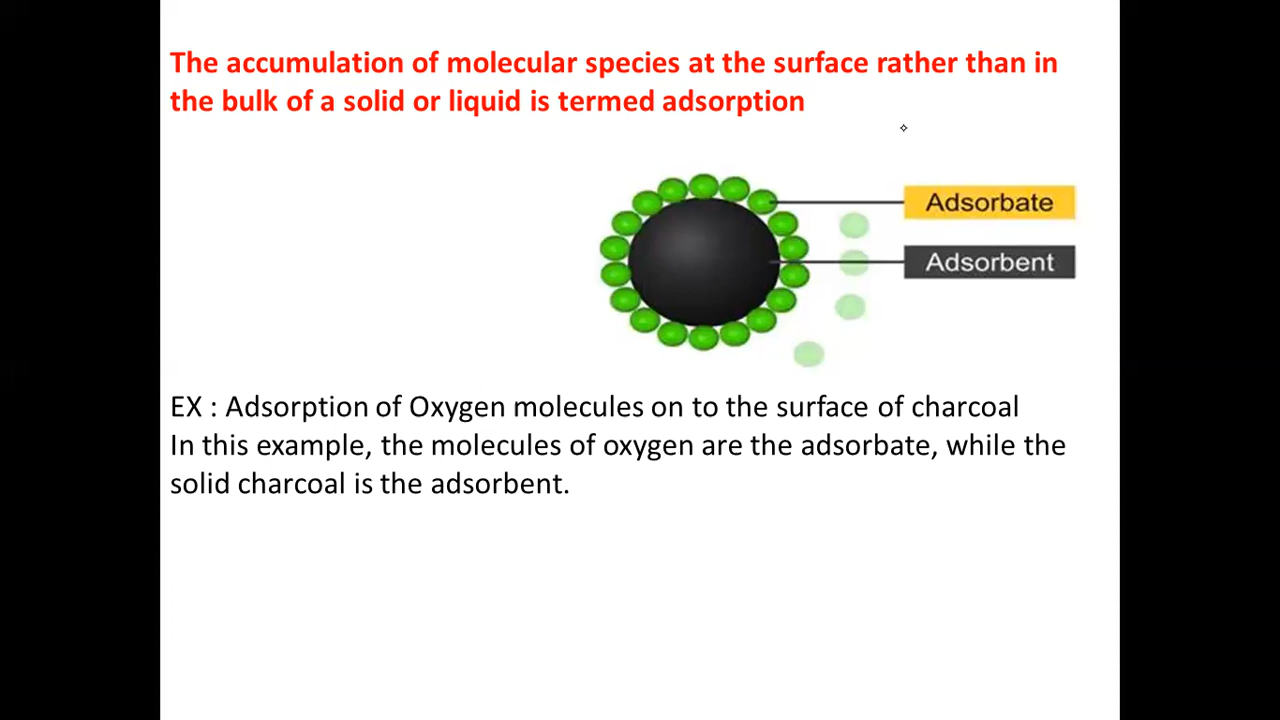 The accumulation of molecular species at the surface rather than in
the bulk of a solid or liquid is termed adsorption
Adsorbate
Adsorbent
EX : Adsorption of Oxygen molecules on to the surface of charcoal
In this example, the molecules of oxygen are the adsorbate, while the
solid charcoal is the adsorbent.